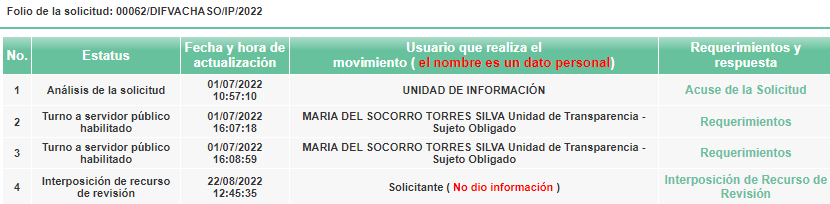 Folio de la solicitud: 00062/DIFVACHASO/IP/2022
No. Estatus Fecha y hora de actualización Usuario que realiza el movimiento ( el nombre es un dato personal) Requerimientos y respuesta
1 Análisis de la solicitud 01/07/2022 10:57:10 UNIDAD DE INFORMACIÓN Acuse de la Solicitud
2 Turno a servidor público habilitado 01/07/2022 16:07:18 MARIA DEL SOCORRO TORRES SILVA Unidad de Transparencia - Sujeto Obligado Requerimientos
3 Turno a servidor público habilitado 01/07/2022 16:08:59 MARIA DEL SOCORRO TORRES SILVA Unidad de Transparencia - Sujeto Obligado Requerimientos
4 Interposición de recurso de revisión 22/08/2022 12:45:35 Solicitante ( No dio información ) Interposición de Recurso de Revisión